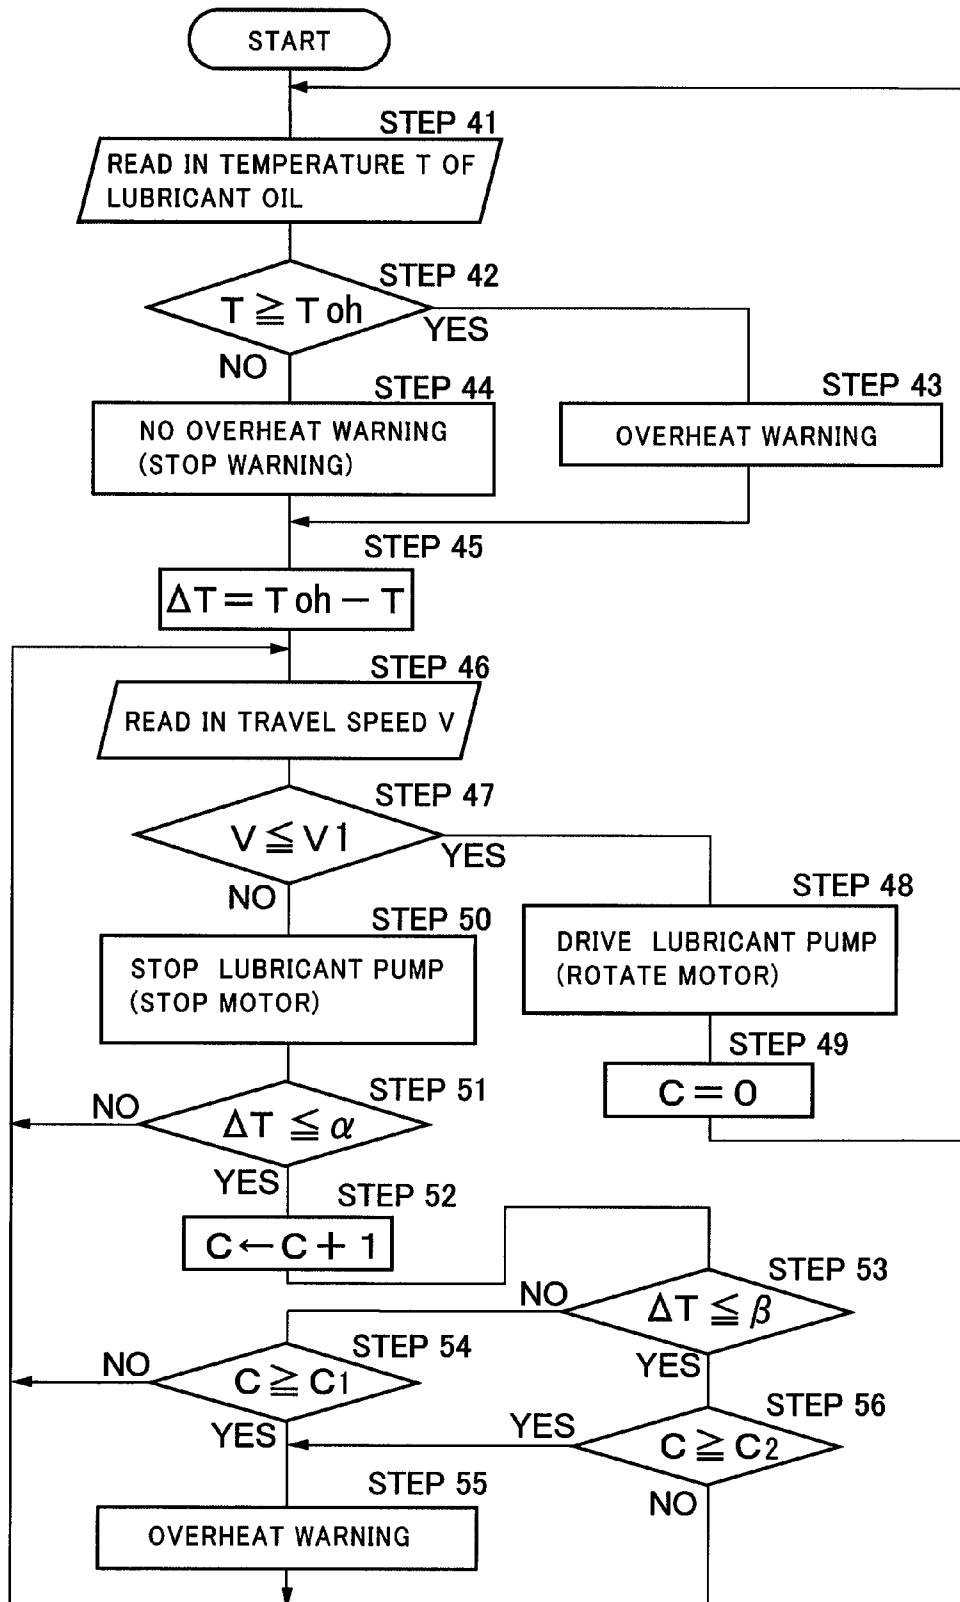 START
STEP 41
READ IN TEMPERATURE T OF
LUBRICANT OIL
STEP 42
T ≧ Toh
YES
NO
STEP 44
NO OVERHEAT WARNING
(STOP WARNING)
STEP 43
OVERHEAT WARNING
STEP 45
ΔT = Toh − T
STEP 46
READ IN TRAVEL SPEED V
STEP 47
V ≦ V1
YES
NO
STEP 48
DRIVE LUBRICANT PUMP
(ROTATE MOTOR)
STEP 50
STOP LUBRICANT PUMP
(STOP MOTOR)
STEP 49
C = 0
STEP 51
NO
ΔT ≦ α
YES
STEP 52
C ← C + 1
STEP 53
NO
ΔT ≦ β
YES
STEP 54
NO
C ≧ C1
YES
STEP 56
YES
C ≧ C2
NO
STEP 55
OVERHEAT WARNING